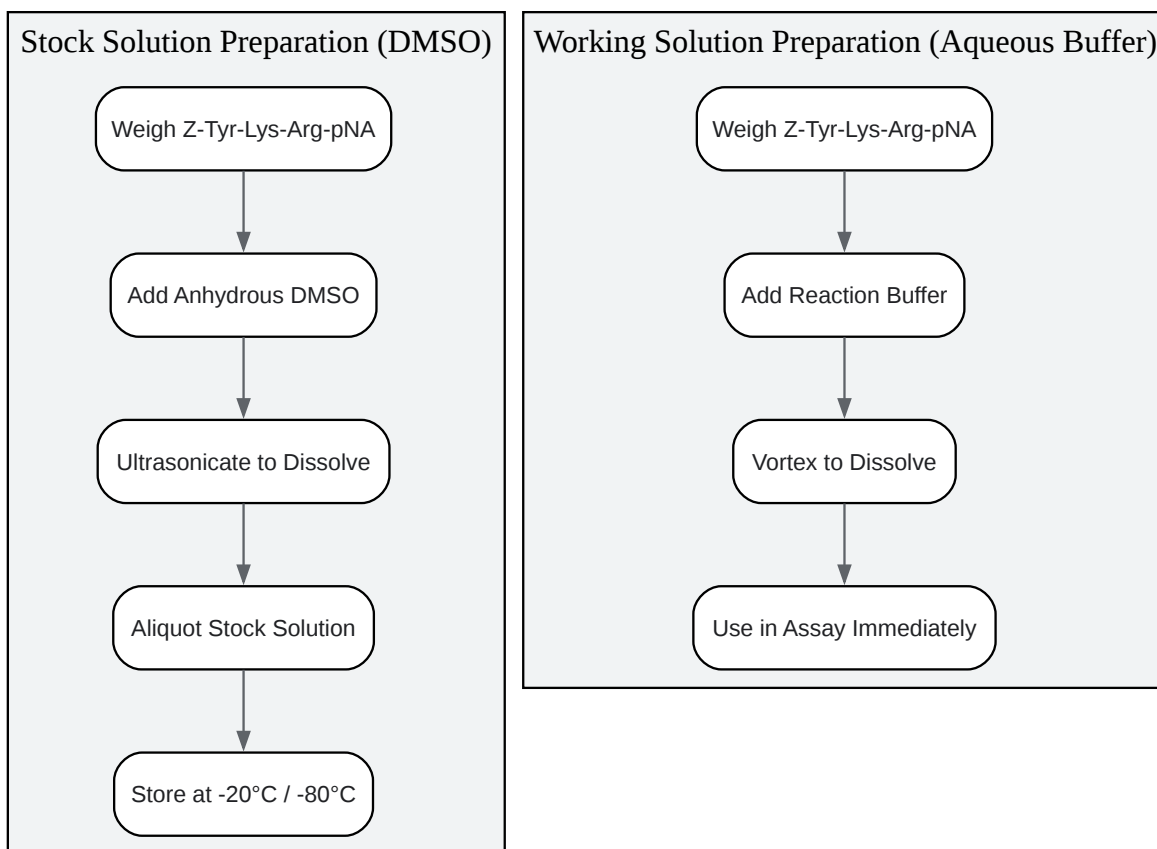 Stock Solution Preparation (DMSO)
Weigh Z-Tyr-Lys-Arg-pNA
Add Anhydrous DMSO
Ultrasonicate to Dissolve
Aliquot Stock Solution
Store at -20°C / -80°C
Working Solution Preparation (Aqueous Buffer)
Weigh Z-Tyr-Lys-Arg-pNA
Add Reaction Buffer
Vortex to Dissolve
Use in Assay Immediately